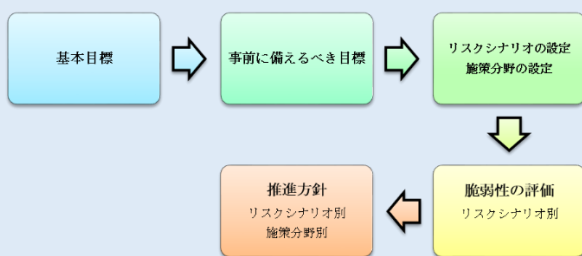 基本目標
事前に備えるべき目標
リスクシナリオの設定
施策分野の設定
脆弱性の評価
リスクシナリオ別
推進方針
リスクシナリオ別
施策分野別